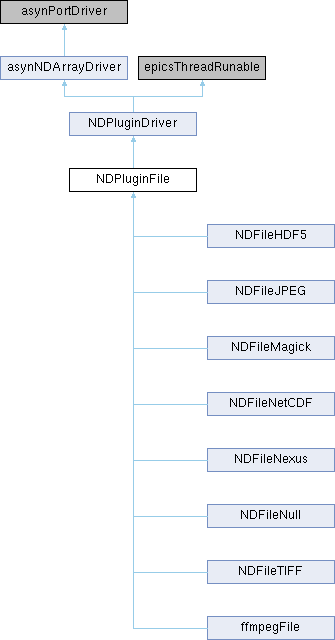 asynPortDriver
asynNDArrayDriver
epicsThreadRunable
NDPluginDriver
NDPluginFile
NDFileHDF5
NDFileJPEG
NDFileMagick
NDFileNetCDF
NDFileNexus
NDFileNull
NDFileTIFF
ffmpegFile